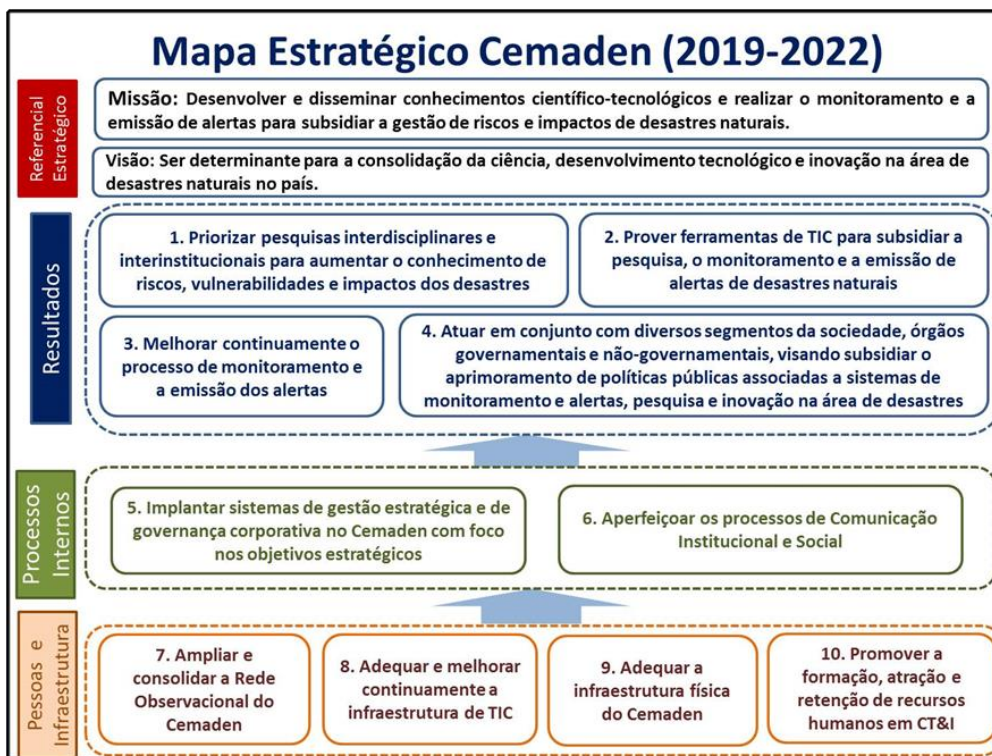 Mapa Estratégico Cemaden (2019-2022)
Referencial
Estratégico
Missão: Desenvolver e disseminar conhecimentos científico-tecnológicos e realizar o monitoramento e a
emissão de alertas para subsidiar a gestão de riscos e impactos de desastres naturais.
Visão: Ser determinante para a consolidação da ciência, desenvolvimento tecnológico e inovação na área de
desastres naturais no país.
Resultados
1. Priorizar pesquisas interdisciplinares e
interinstitucionais para aumentar o conhecimento de
riscos, vulnerabilidades e impactos dos desastres
2. Prover ferramentas de TIC para subsidiar a
pesquisa, o monitoramento e a emissão de
alertas de desastres naturais
3. Melhorar continuamente o
processo de monitoramento e
a emissão dos alertas
4. Atuar em conjunto com diversos segmentos da sociedade, órgãos
governamentais e não-governamentais, visando subsidiar o
aprimoramento de políticas públicas associadas a sistemas de
monitoramento e alertas, pesquisa e inovação na área de desastres
Processos
Internos
5. Implantar sistemas de gestão estratégica e de
governança corporativa no Cemaden com foco
nos objetivos estratégicos
6. Aperfeiçoar os processos de Comunicação
Institucional e Social
Pessoas e
Infraestrutura
7. Ampliar e
consolidar a Rede
Observacional do
Cemaden
8. Adequar e melhorar
continuamente a
infraestrutura de TIC
9. Adequar a
infraestrutura física
do Cemaden
10. Promover a
formação, atração e
retenção de recursos
humanos em CT&I